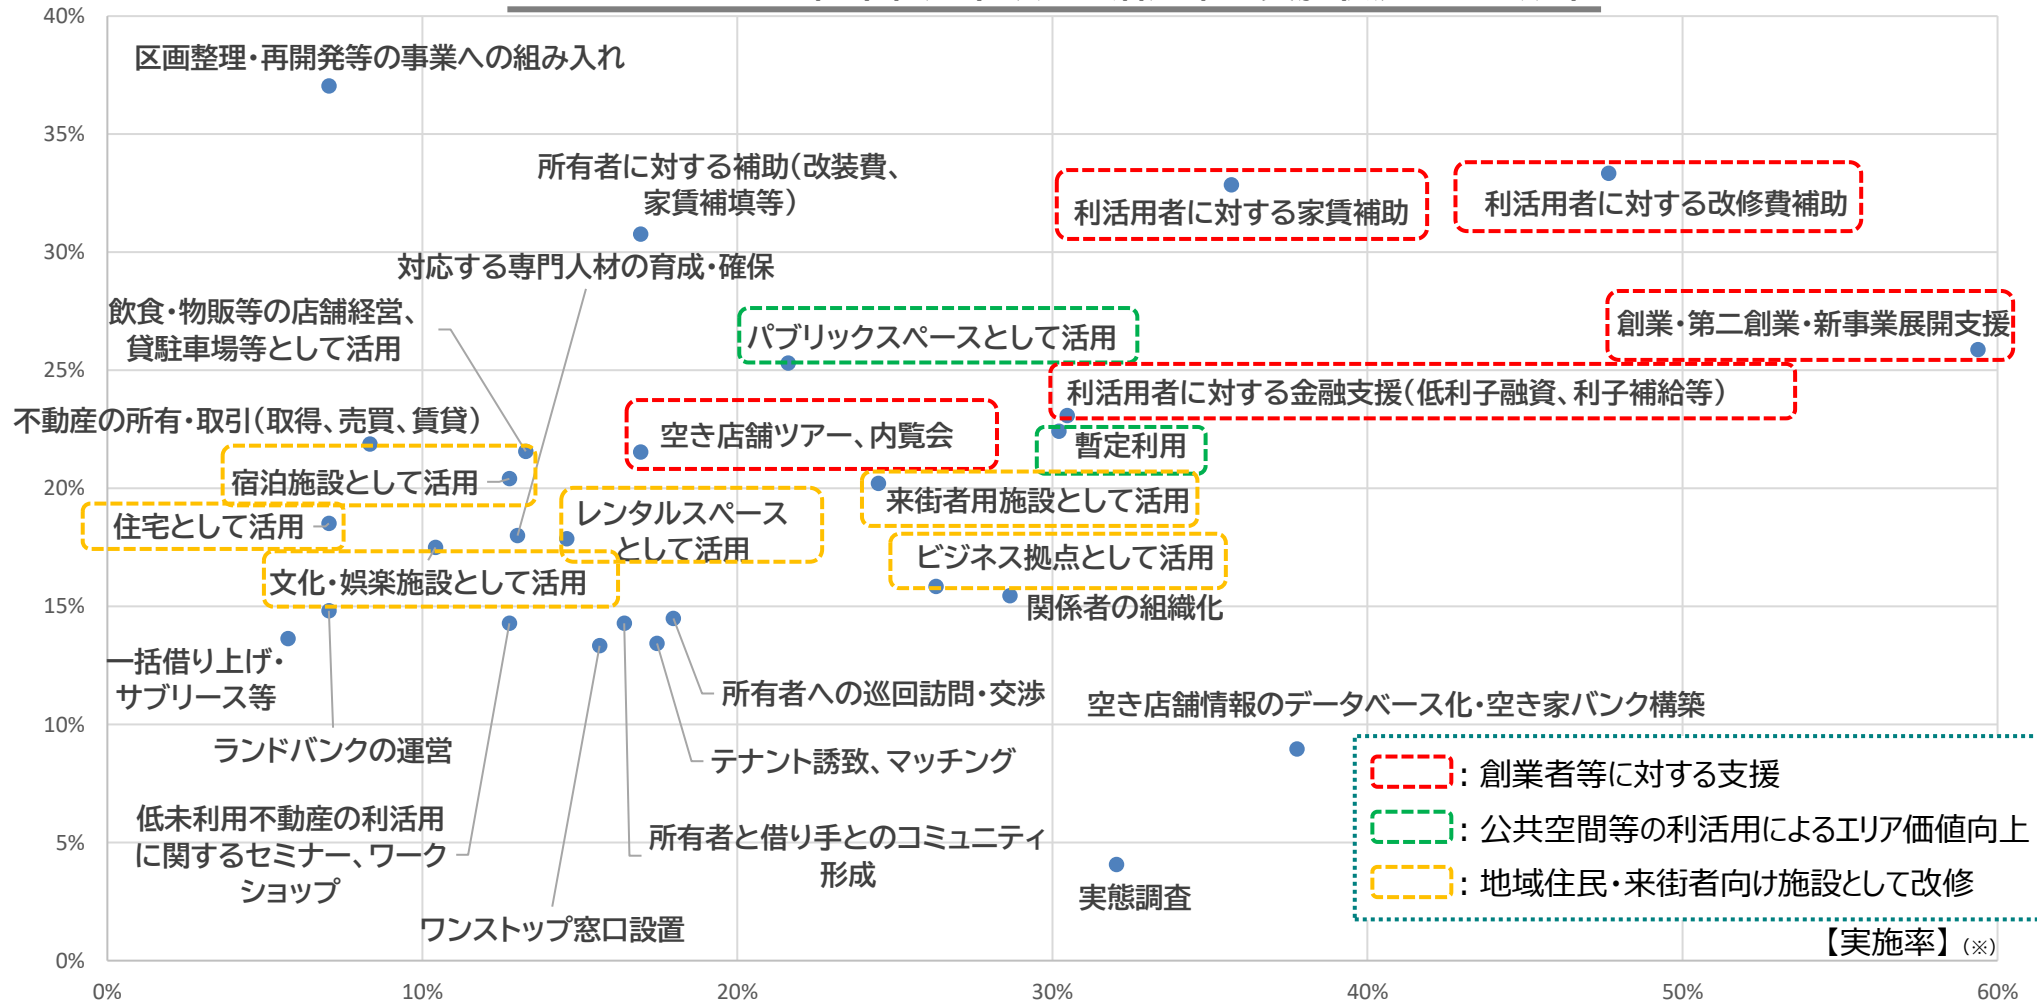 40%
区画整理・再開発等の事業への組み入れ
35%
所有者に対する補助（改装費、
家賃補填等）
利活用者に対する家賃補助
利活用者に対する改修費補助
30%
対応する専門人材の育成・確保
飲食・物販等の店舗経営、
貸駐車場等として活用
パブリックスペースとして活用
創業・第二創業・新事業展開支援
25%
利活用者に対する金融支援（低利子融資、利子補給等）
不動産の所有・取引（取得、売買、賃貸）
空き店舗ツアー、内覧会
暫定利用
20%
宿泊施設として活用
来街者用施設として活用
住宅として活用
レンタルスペース
として活用
ビジネス拠点として活用
文化・娯楽施設として活用
15%
関係者の組織化
一括借り上げ・
サブリース等
所有者への巡回訪問・交渉
空き店舗情報のデータベース化・空き家バンク構築
10%
ランドバンクの運営
テナント誘致、マッチング
：創業者等に対する支援
低未利用不動産の利活用
に関するセミナー、ワーク
ショップ
所有者と借り手とのコミュニティ
形成
：公共空間等の利活用によるエリア価値向上
5%
実態調査
：地域住民・来街者向け施設として改修
ワンストップ窓口設置
【実施率】（※）
0%
0% 10% 20% 30% 40% 50% 60%